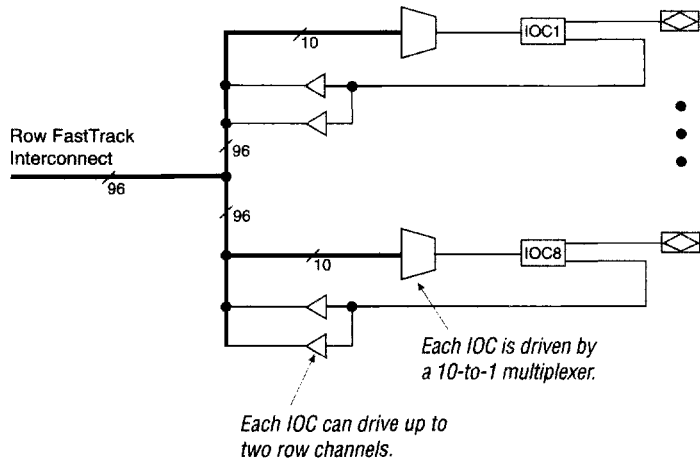 10
IOC1
Row FastTrack
Interconnect
96
96
96
10
IOC8
Each IOC is driven by
a 10-to-1 multiplexer.
Each IOC can drive up to
two row channels.